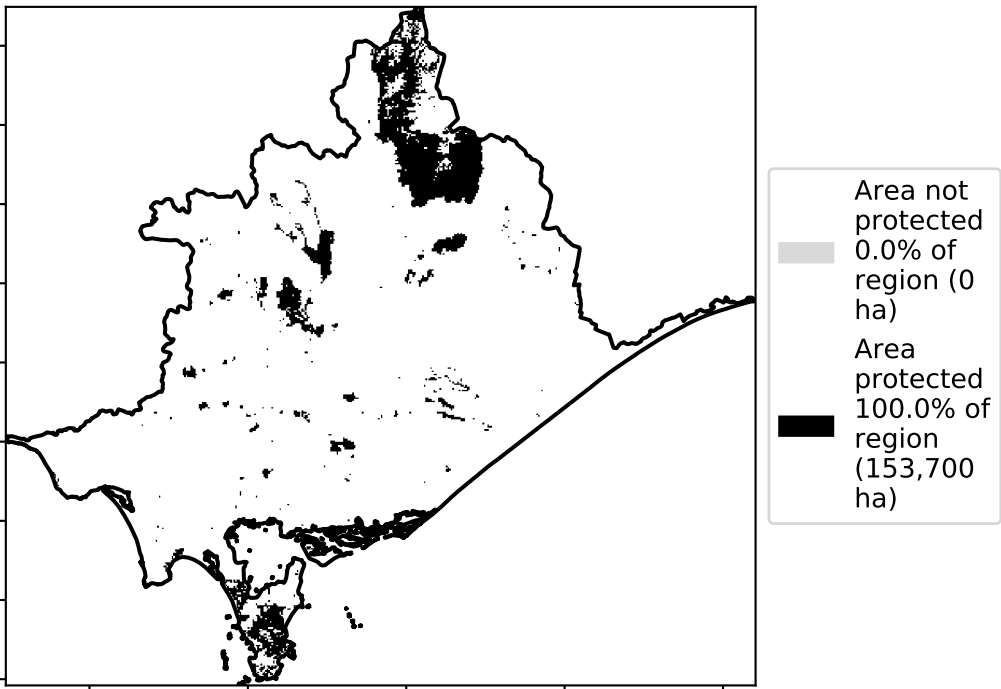 Area not
protected
0.0% of
region (0
ha)
Area
protected
100.0% of
region
(153,700
ha)